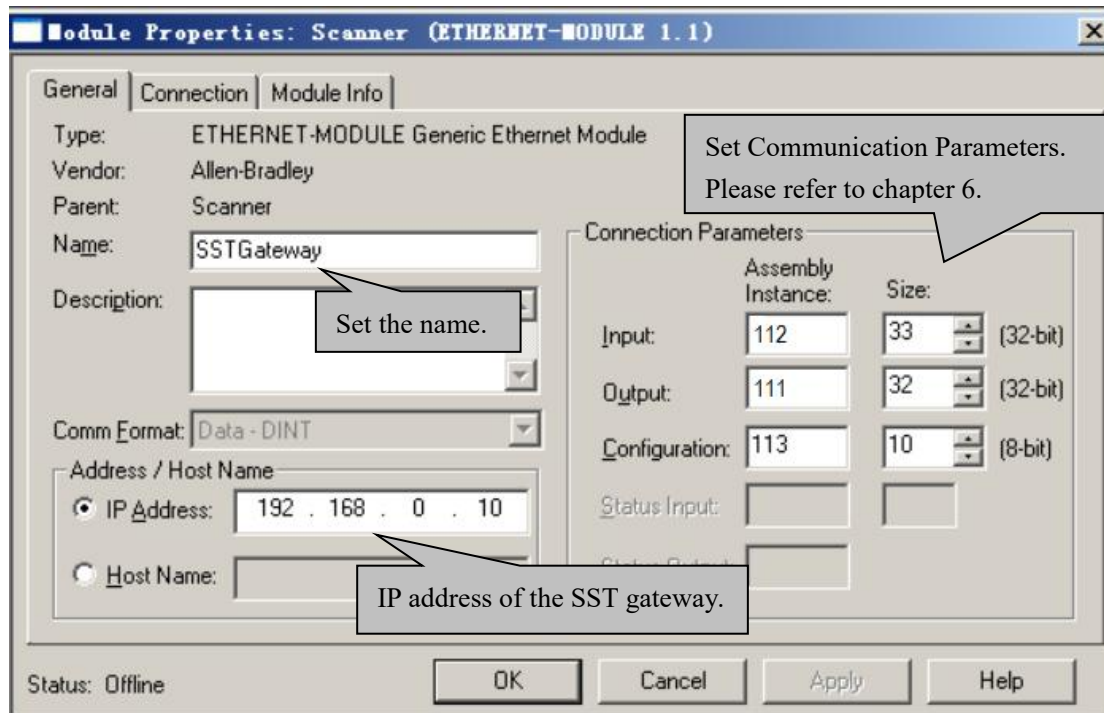 Module Properties: Scanner (ETHERNET-MODULE 1.1)
General Connection Module Info
Type: ETHERNET-MODULE Generic Ethernet Module
Vendor: Allen-Bradley
Parent: Scanner
Name: SSTGateway
Description:
Set the name.
Comm Format: Data - DINT
Address / Host Name
IP Address: 192 . 168 . 0 . 10
Host Name:
IP address of the SST gateway.
Set Communication Parameters.
Please refer to chapter 6.
Connection Parameters
Assembly
Instance: Size:
Input: 112 33 (32-bit)
Output: 111 32 (32-bit)
Configuration: 113 10 (8-bit)
Status Input:
Status Output:
Status: Offline
OK Cancel Apply Help